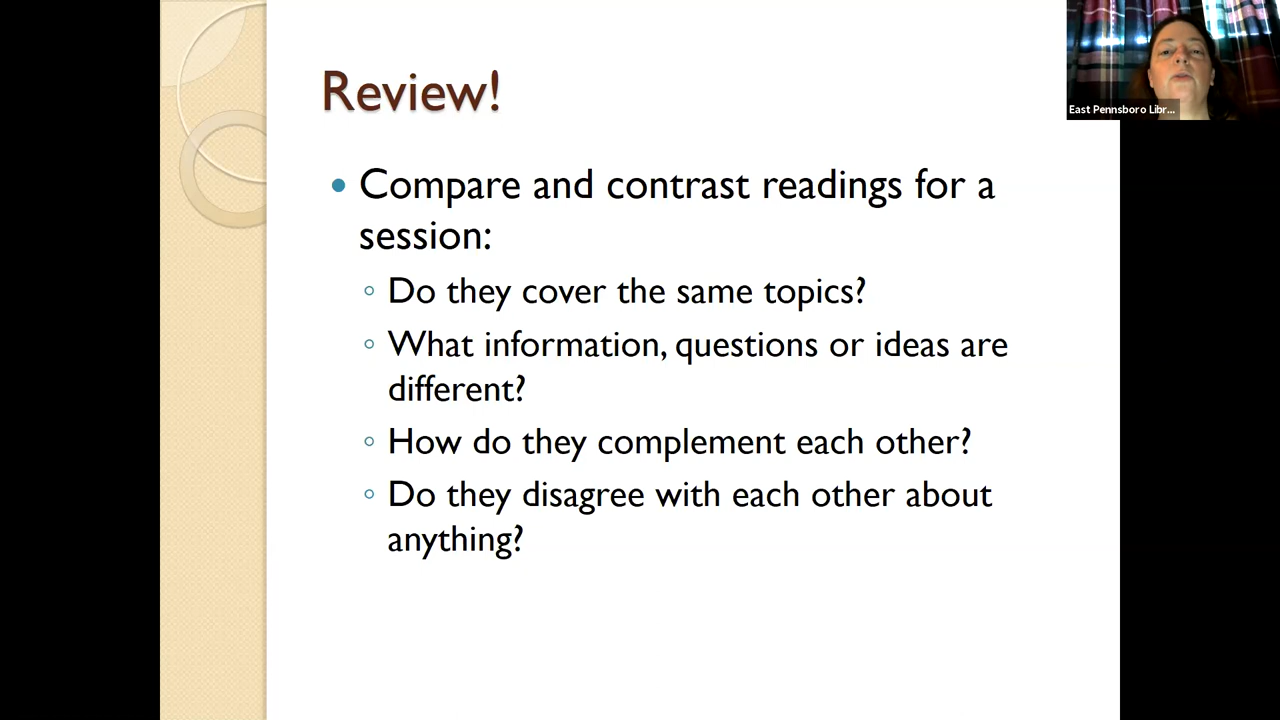 Review!
East Pennsboro Libr...
• Compare and contrast readings for a
session:
◦ Do they cover the same topics?
◦ What information, questions or ideas are
different?
◦ How do they complement each other?
◦ Do they disagree with each other about
anything?